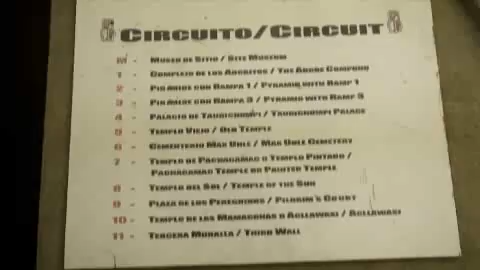 CIRCUITO/CIRCUIT
M - MUSEO DE SITIO / SITE MUSEUM
1 - COMPLEJO DE LOS ADOBITOS / THE ADOBE COMPOUND
2 - PIRÁMIDE CON RAMPA 1 / PYRAMID WITH RAMP 1
3 - PIRÁMIDE CON RAMPA 3 / PYRAMID WITH RAMP 3
4 - PALACIO DE TAURICHUMPI / TAURICHUMPI PALACE
5 - TEMPLO VIEJO / OLD TEMPLE
6 - CEMENTERIO MAX UHLE / MAX UHLE CEMETERY
7 - TEMPLO DE PACHACAMAC O TEMPLO PINTADO /
PACHACAMAC TEMPLE OR PAINTED TEMPLE
8 - TEMPLO DEL SOL / TEMPLE OF THE SUN
9 - PLAZA DE LOS PEREGRINOS / PILGRIM'S COURT
10 - TEMPLO DE LAS MAMACONAS O ACLLAWASI / ACLLAWASI
11 - TERCERA MURALLA / THIRD WALL